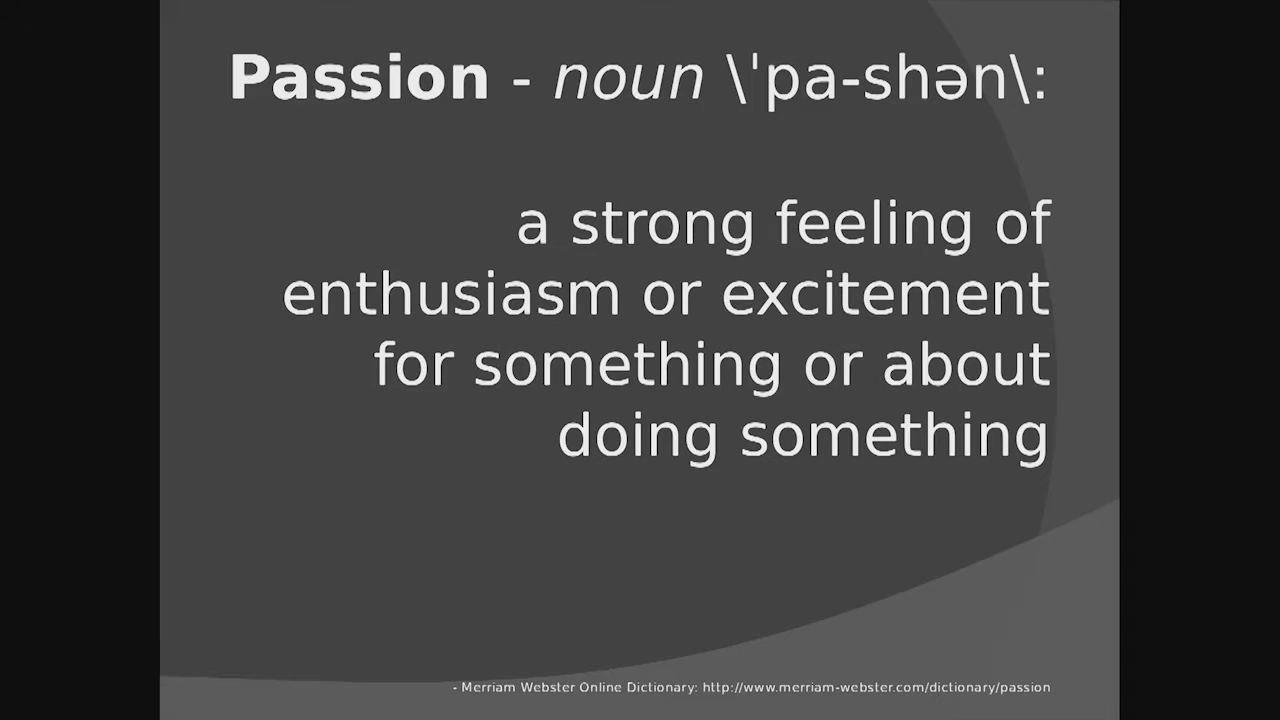 Passion - noun \ˈpa-shən\:
a strong feeling of
enthusiasm or excitement
for something or about
doing something
- Merriam Webster Online Dictionary: http://www.merriam-webster.com/dictionary/passion